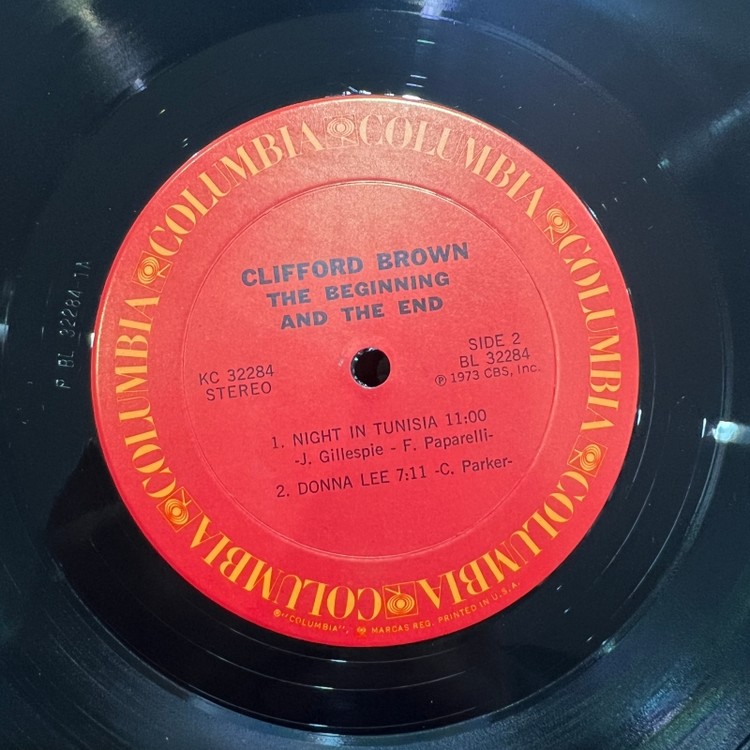 COLUMBIA COLUMBIA COLUMBIA COLUMBIA COLUMBIA COLUMBIA
CLIFFORD BROWN
THE BEGINNING
AND THE END
KC 32284
STEREO
SIDE 2
BL 32284
℗ 1973 CBS, Inc.
1. NIGHT IN TUNISIA 11:00
-J. Gillespie - F. Paparelli-
2. DONNA LEE 7:11 -C. Parker-
®"COLUMBIA", MARCAS REG. PRINTED IN U.S.A.
P BL 32284 1A